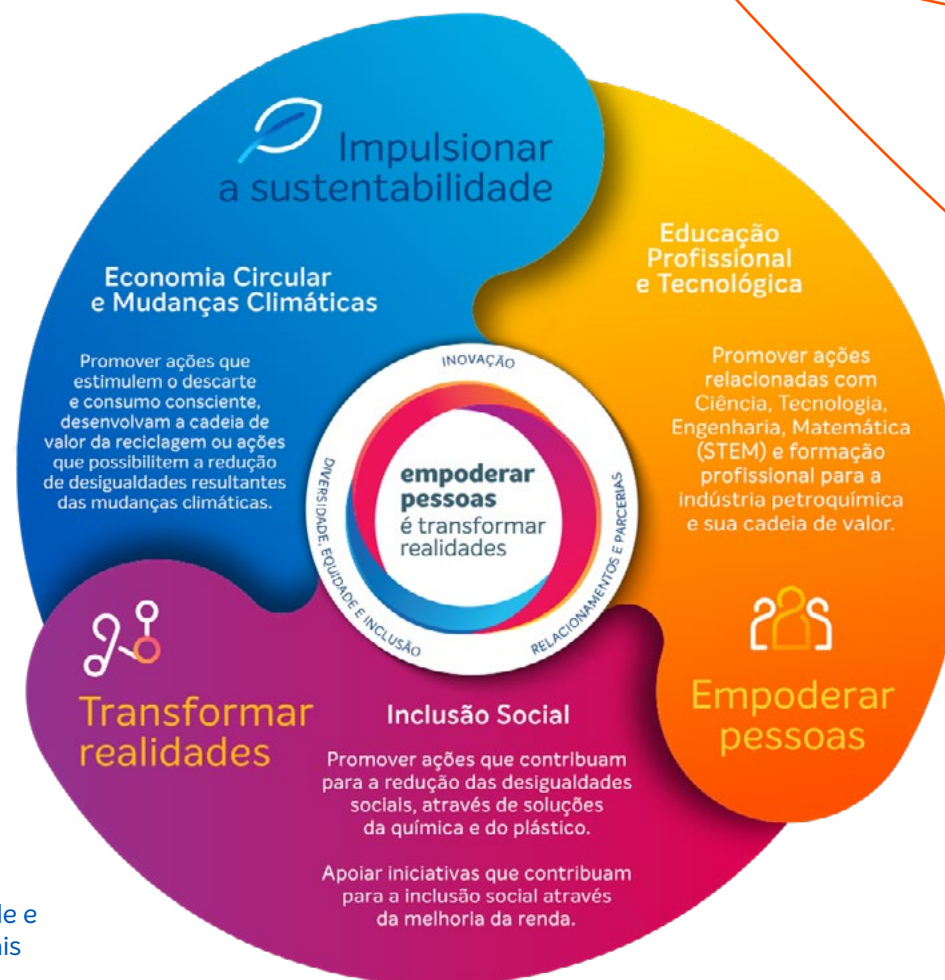 Impulsionar
a sustentabilidade
Economia Circular
e Mudanças Climáticas
Promover ações que
estimulem o descarte
e consumo consciente,
desenvolvam a cadeia de
valor da reciclagem ou ações
que possibilitem a redução
de desigualdades resultantes
das mudanças climáticas.
Educação
Profissional
e Tecnológica
Promover ações
relacionadas com
Ciência, Tecnologia,
Engenharia, Matemática
(STEM) e formação
profissional para a
indústria petroquímica
e sua cadeia de valor.
Empoderar
pessoas
INOVAÇÃO
DIVERSIDADE, EQUIDADE E INCLUSÃO
RELACIONAMENTOS E PARCERIAS
empoderar
pessoas
é transformar
realidades
Transformar
realidades
Inclusão Social
Promover ações que contribuam
para a redução das desigualdades
sociais, através de soluções
da química e do plástico.
Apoiar iniciativas que contribuam
para a inclusão social através
da melhoria da renda.
e